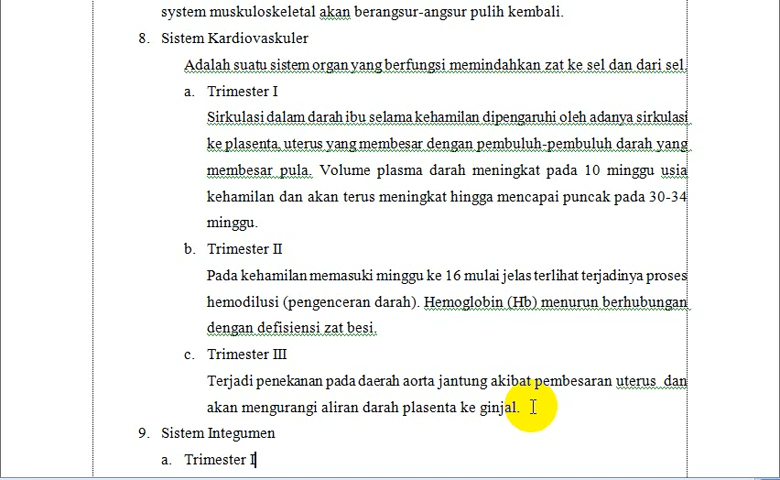 system muskuloskeletal akan berangsur-angsur pulih kembali.
8. Sistem Kardiovaskuler
Adalah suatu sistem organ yang berfungsi memindahkan zat ke sel dan dari sel.
a. Trimester I
Sirkulasi dalam darah ibu selama kehamilan dipengaruhi oleh adanya sirkulasi
ke plasenta, uterus yang membesar dengan pembuluh-pembuluh darah yang
membesar pula. Volume plasma darah meningkat pada 10 minggu usia
kehamilan dan akan terus meningkat hingga mencapai puncak pada 30-34
minggu.
b. Trimester II
Pada kehamilan memasuki minggu ke 16 mulai jelas terlihat terjadinya proses
hemodilusi (pengenceran darah). Hemoglobin (Hb) menurun berhubungan
dengan defisiensi zat besi.
c. Trimester III
Terjadi penekanan pada daerah aorta jantung akibat pembesaran uterus dan
akan mengurangi aliran darah plasenta ke ginjal.
9. Sistem Integumen
a. Trimester I